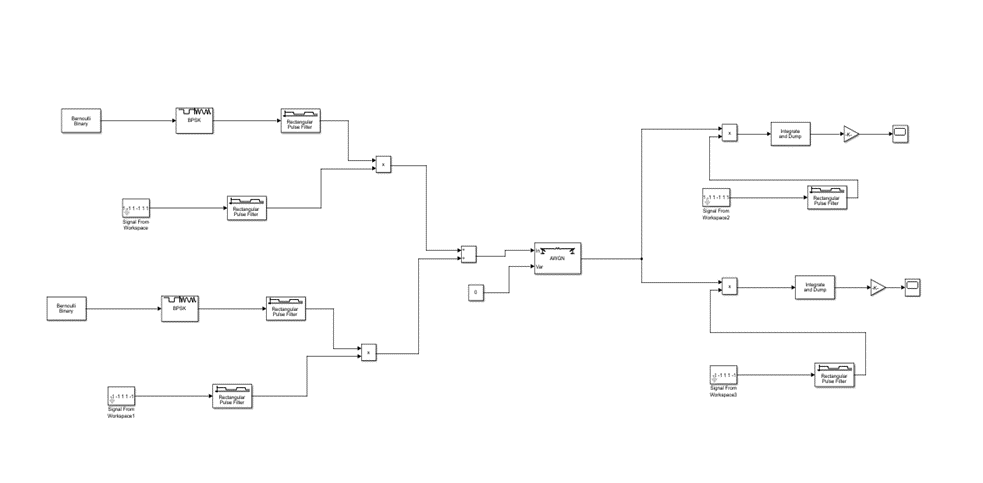 Bernoulli
Binary
BPSK
Rectangular
Pulse Filter
x
Signal From
Workspace
Rectangular
Pulse Filter
Bernoulli
Binary
BPSK
Rectangular
Pulse Filter
x
Signal From
Workspace1
Rectangular
Pulse Filter
+
+
0
In
Var
AWGN
x
Integrate
and Dump
-K-
Signal From
Workspace2
Rectangular
Pulse Filter
x
Integrate
and Dump
-K-
Signal From
Workspace3
Rectangular
Pulse Filter